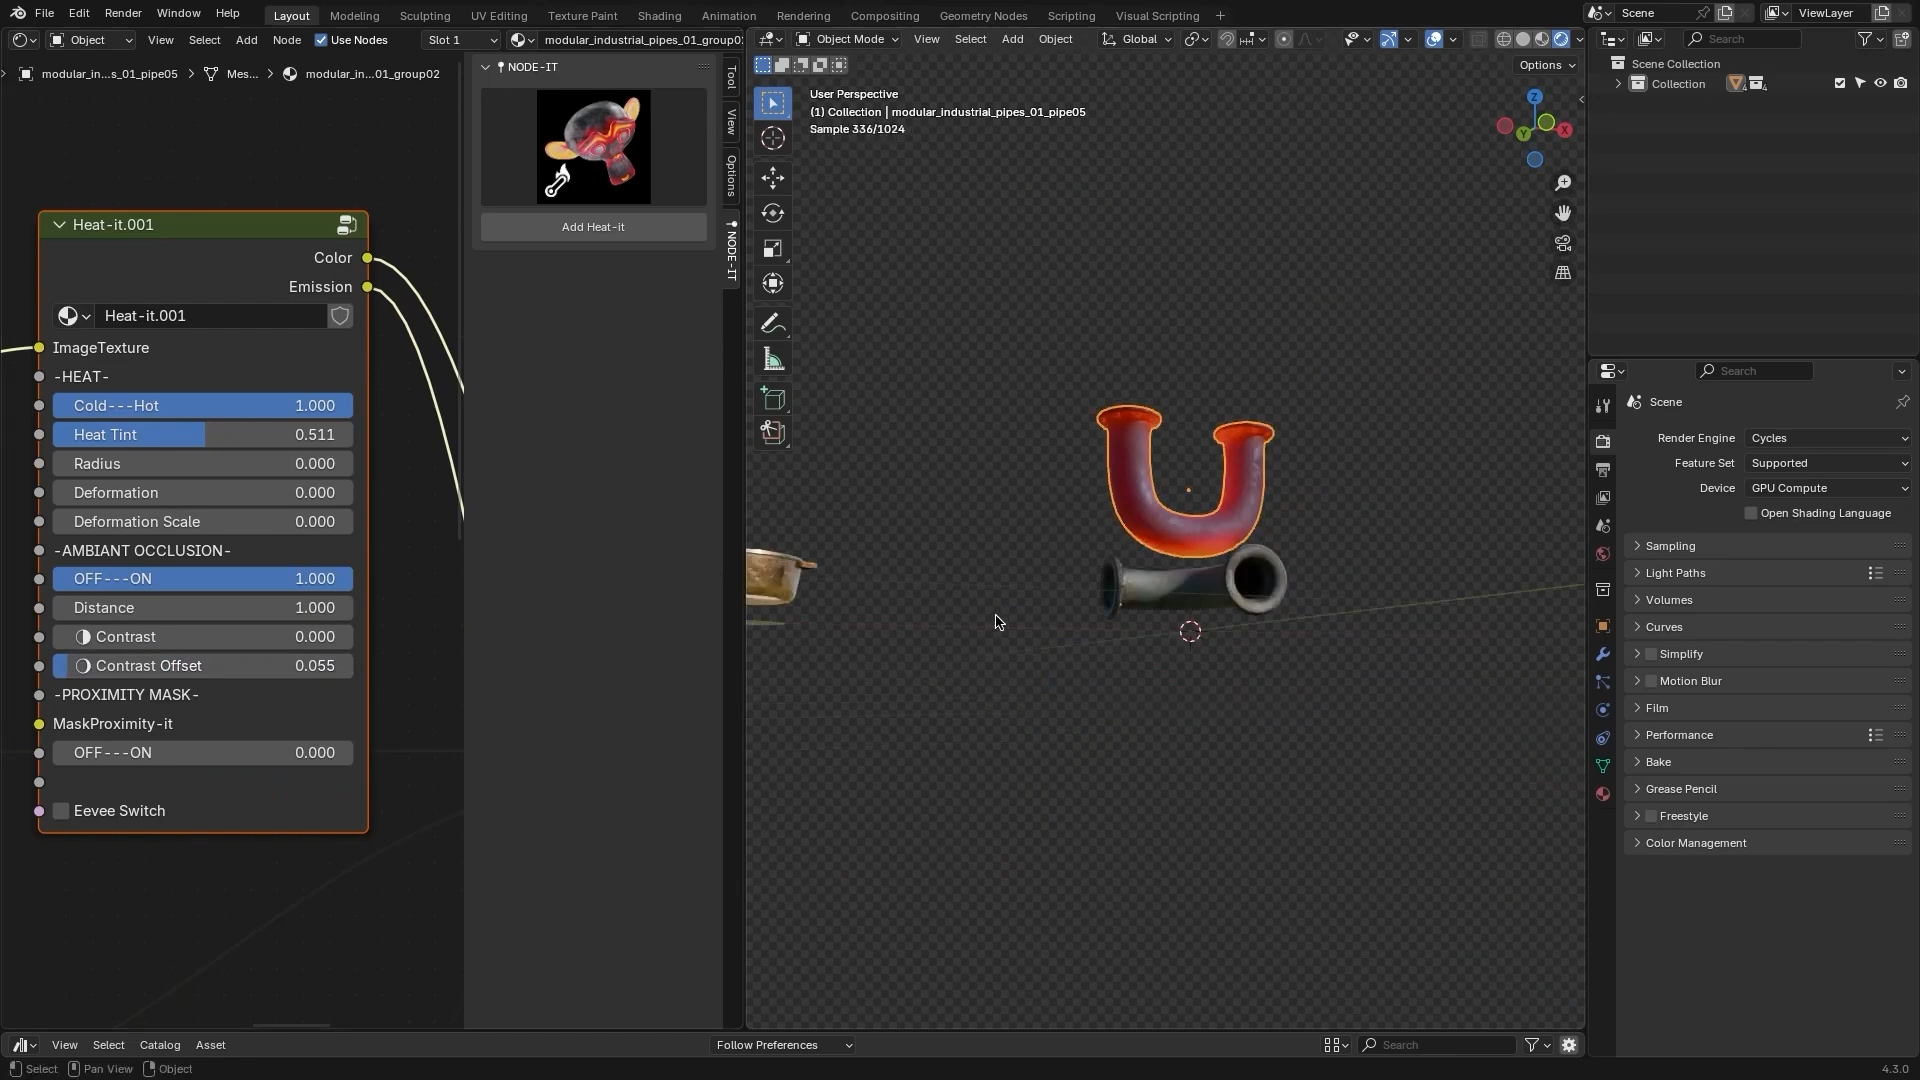 File Edit Render Window Help Layout Modeling Sculpting UV Editing Texture Paint Shading Animation Rendering Compositing Geometry Nodes Scripting Visual Scripting + Scene ViewLayer
Object View Select Add Node Use Nodes Slot 1 modular_industrial_pipes_01_group0
modular_in...s_01_pipe05 Mes... modular_in...01_group02
Heat-it.001
Color
Emission
Heat-it.001
ImageTexture
-HEAT-
Cold---Hot 1.000
Heat Tint 0.511
Radius 0.000
Deformation 0.000
Deformation Scale 0.000
-AMBIANT OCCLUSION-
OFF---ON 1.000
Distance 1.000
Contrast 0.000
Contrast Offset 0.055
-PROXIMITY MASK-
MaskProximity-it
OFF---ON 0.000
Eevee Switch
NODE-IT
Add Heat-it
Tool
View
Options
NODE-IT
Object Mode View Select Add Object Global
Options
User Perspective
(1) Collection | modular_industrial_pipes_01_pipe05
Sample 336/1024
Z
Y
X
Search
Scene Collection
Collection 4 4
Search
Scene
Render Engine Cycles
Feature Set Supported
Device GPU Compute
Open Shading Language
Sampling
Light Paths
Volumes
Curves
Simplify
Motion Blur
Film
Performance
Bake
Grease Pencil
Freestyle
Color Management
View Select Catalog Asset Follow Preferences Search
Select Pan View Object 4.3.0